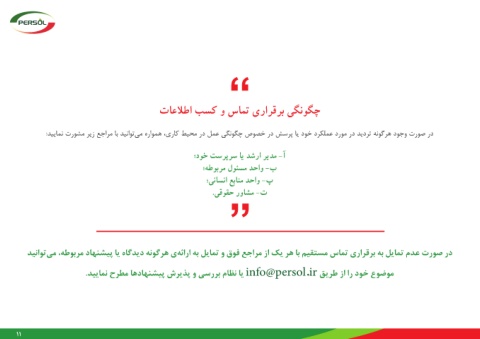 PERSÖL
چگونگی برقراری تماس و کسب اطلاعات
در صورت وجود هرگونه تردید در مورد عملکرد خود یا پرسش در خصوص چگونگی عمل در محیط کاری، همواره می‌توانید با مراجع زیر مشورت نمایید:
آ- مدیر ارشد یا سرپرست خود؛
ب- واحد مسئول مربوطه؛
پ- واحد منابع انسانی؛
ت- مشاور حقوقی.
در صورت عدم تمایل به برقراری تماس مستقیم با هر یک از مراجع فوق و تمایل به ارائه‌ی هرگونه دیدگاه یا پیشنهاد مربوطه، می‌توانید
موضوع خود را از طریق info@persol.ir یا نظام بررسی و پذیرش پیشنهادها مطرح نمایید.
۱۱